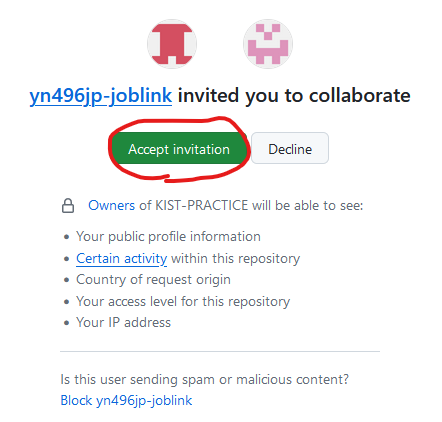 yn496jp-joblink invited you to collaborate
Accept invitation
Decline
Owners of KIST-PRACTICE will be able to see:
Your public profile information
Certain activity within this repository
Country of request origin
Your access level for this repository
Your IP address
Is this user sending spam or malicious content?
Block yn496jp-joblink